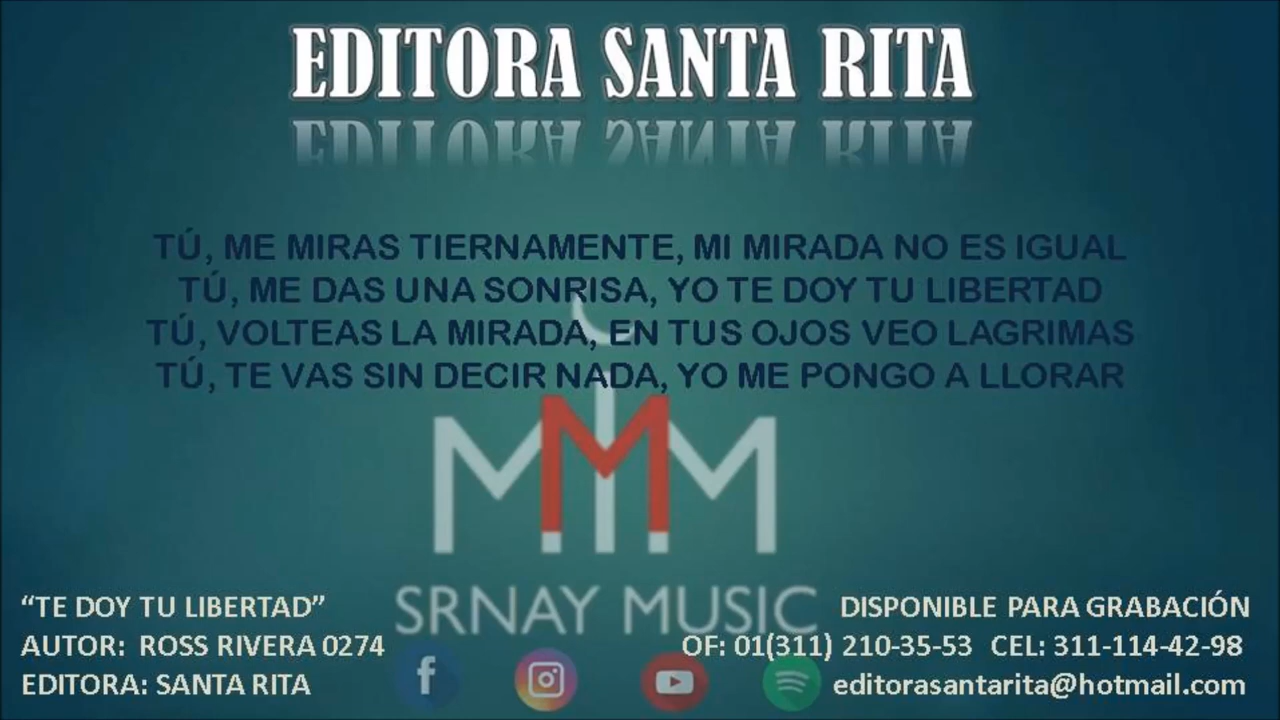 EDITORA SANTA RITA
TÚ, ME MIRAS TIERNAMENTE, MI MIRADA NO ES IGUAL
TÚ, ME DAS UNA SONRISA, YO TE DOY TU LIBERTAD
TÚ, VOLTEAS LA MIRADA, EN TUS OJOS VEO LAGRIMAS
TÚ, TE VAS SIN DECIR NADA, YO ME PONGO A LLORAR
SRNAY MUSIC
“TE DOY TU LIBERTAD”
AUTOR: ROSS RIVERA 0274
EDITORA: SANTA RITA
DISPONIBLE PARA GRABACIÓN
OF: 01(311) 210-35-53 CEL: 311-114-42-98
editorasantarita@hotmail.com